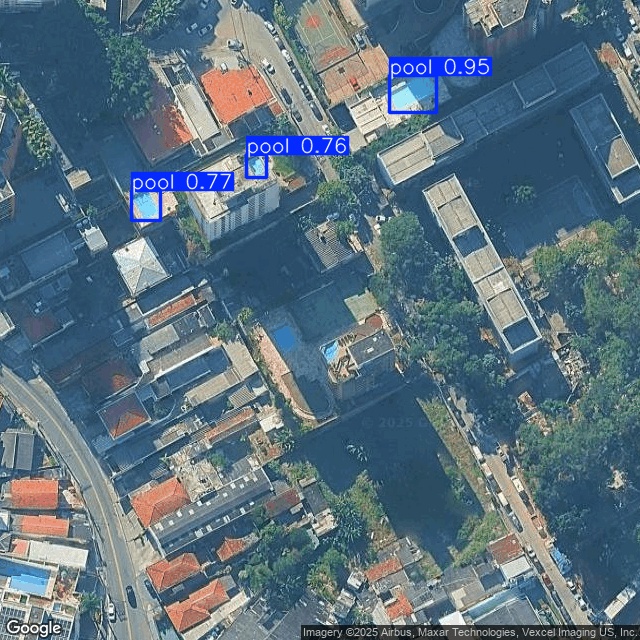 pool 0.95
pool 0.76
pool 0.77
Google
Imagery ©2025 Airbus, Maxar Technologies, Vexcel Imaging US, Inc.